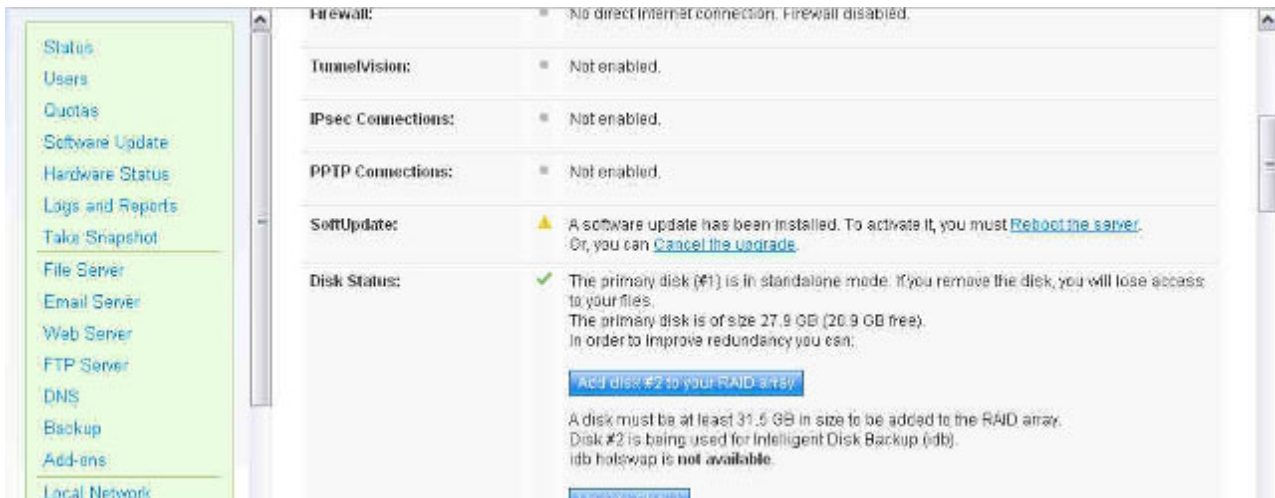 Status
Users
Quotas
Software Update
Hardware Status
Logs and Reports
Take Snapshot
File Server
Email Server
Web Server
FTP Server
DNS
Backup
Add-ons
Local Network
Firewall: No direct Internet connection. Firewall disabled.
TunnelVision: Not enabled.
IPsec Connections: Not enabled.
PPTP Connections: Not enabled.
SoftUpdate: A software update has been installed. To activate it, you must Reboot the server.
Or, you can Cancel the upgrade.
Disk Status: The primary disk (#1) is in standalone mode. If you remove the disk, you will lose access
to your files.
The primary disk is of size 27.9 GB (20.9 GB free).
In order to improve redundancy you can:
Add disk #2 to your RAID array
A disk must be at least 31.5 GB in size to be added to the RAID array.
Disk #2 is being used for Intelligent Disk Backup (idb).
idb hotswap is not available.